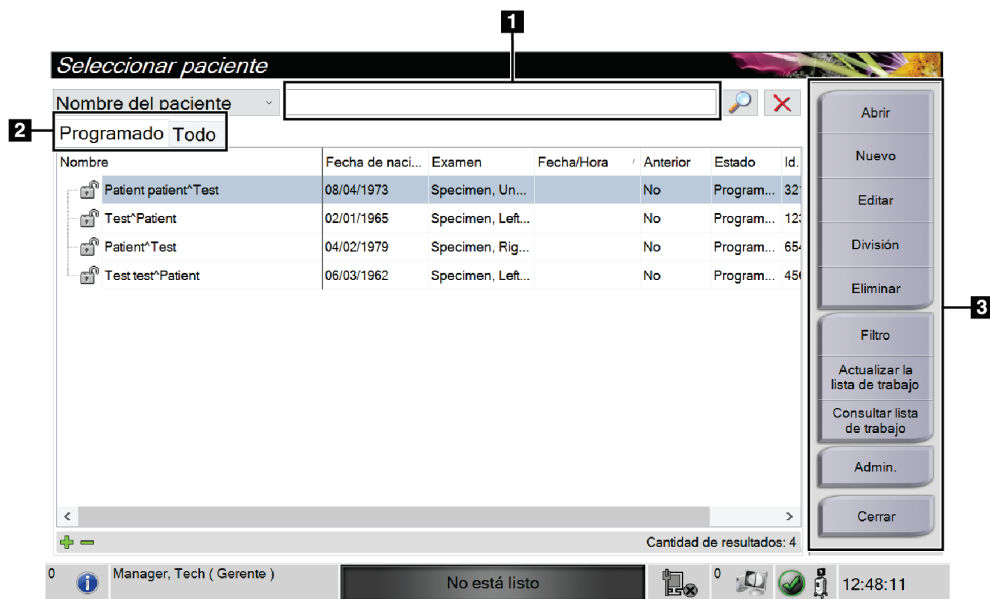 1
Seleccionar paciente
Nombre del paciente
2
Programado Todo
Nombre Fecha de naci... Examen Fecha/Hora Anterior Estado Id.
Patient patient^Test 08/04/1973 Specimen, Un... No Program... 32
Test^Patient 02/01/1965 Specimen, Left... No Program... 12
Patient^Test 04/02/1979 Specimen, Rig... No Program... 65
Test test^Patient 06/03/1962 Specimen, Left... No Program... 45
Cantidad de resultados: 4
Abrir
Nuevo
Editar
División
Eliminar
3
Filtro
Actualizar la
lista de trabajo
Consultar lista
de trabajo
Admin.
Cerrar
0 Manager, Tech ( Gerente ) No está listo 0 12:48:11